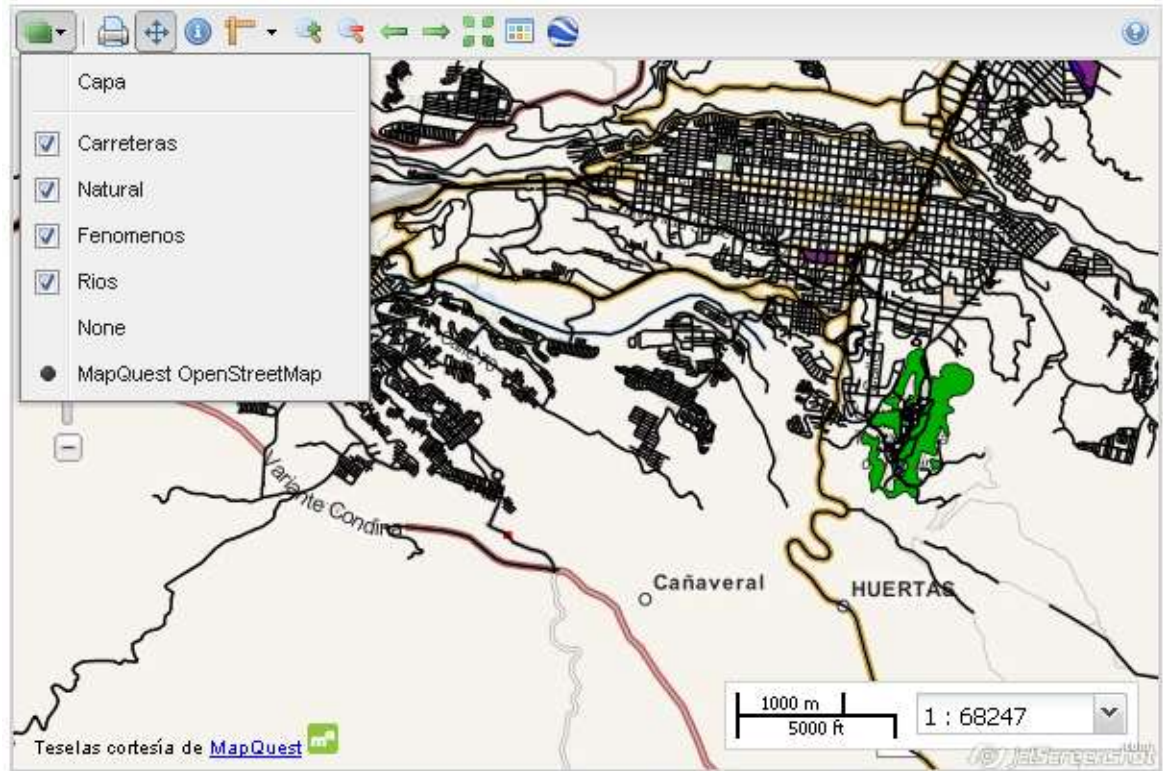 Capa
Carreteras
Natural
Fenomenos
Rios
None
MapQuest OpenStreetMap
Variante Condina
Cañaveral
HUERTAS
1000 m
5000 ft
1 : 68247
Teselas cortesía de MapQuest